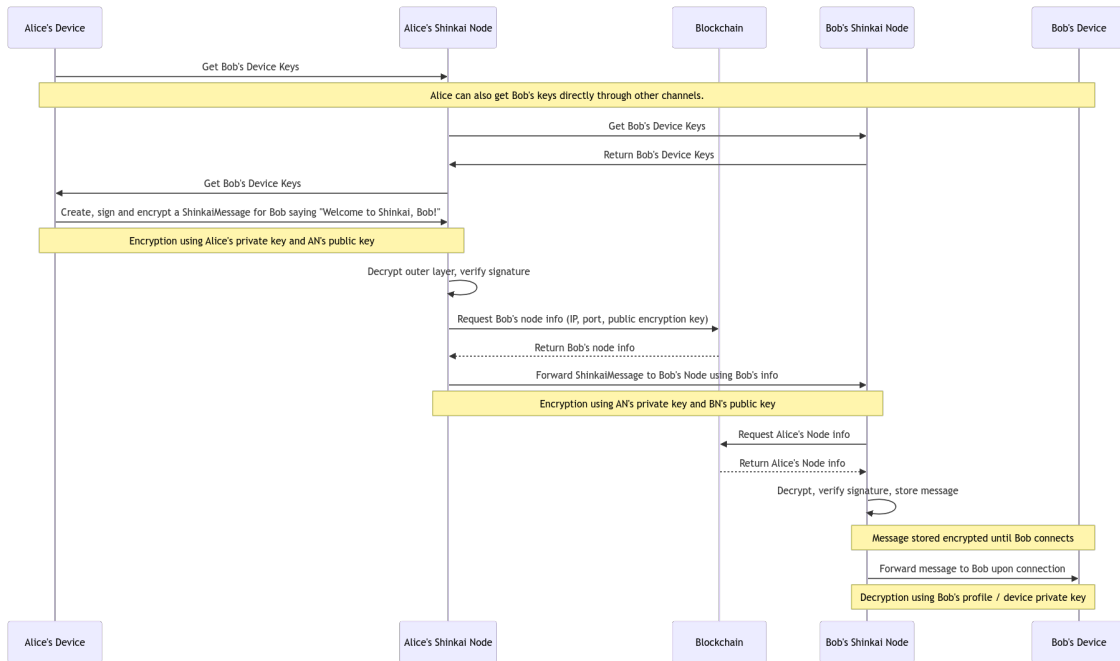 Alice's Device
Alice's Shinkai Node
Blockchain
Bob's Shinkai Node
Bob's Device
Get Bob's Device Keys
Alice can also get Bob's keys directly through other channels.
Get Bob's Device Keys
Return Bob's Device Keys
Get Bob's Device Keys
Create, sign and encrypt a ShinkaiMessage for Bob saying "Welcome to Shinkai, Bob!"
Encryption using Alice's private key and AN's public key
Decrypt outer layer, verify signature
Request Bob's node info (IP, port, public encryption key)
Return Bob's node info
Forward ShinkaiMessage to Bob's Node using Bob's info
Encryption using AN's private key and BN's public key
Request Alice's Node info
Return Alice's Node info
Decrypt, verify signature, store message
Message stored encrypted until Bob connects
Forward message to Bob upon connection
Decryption using Bob's profile / device private key
Alice's Device
Alice's Shinkai Node
Blockchain
Bob's Shinkai Node
Bob's Device